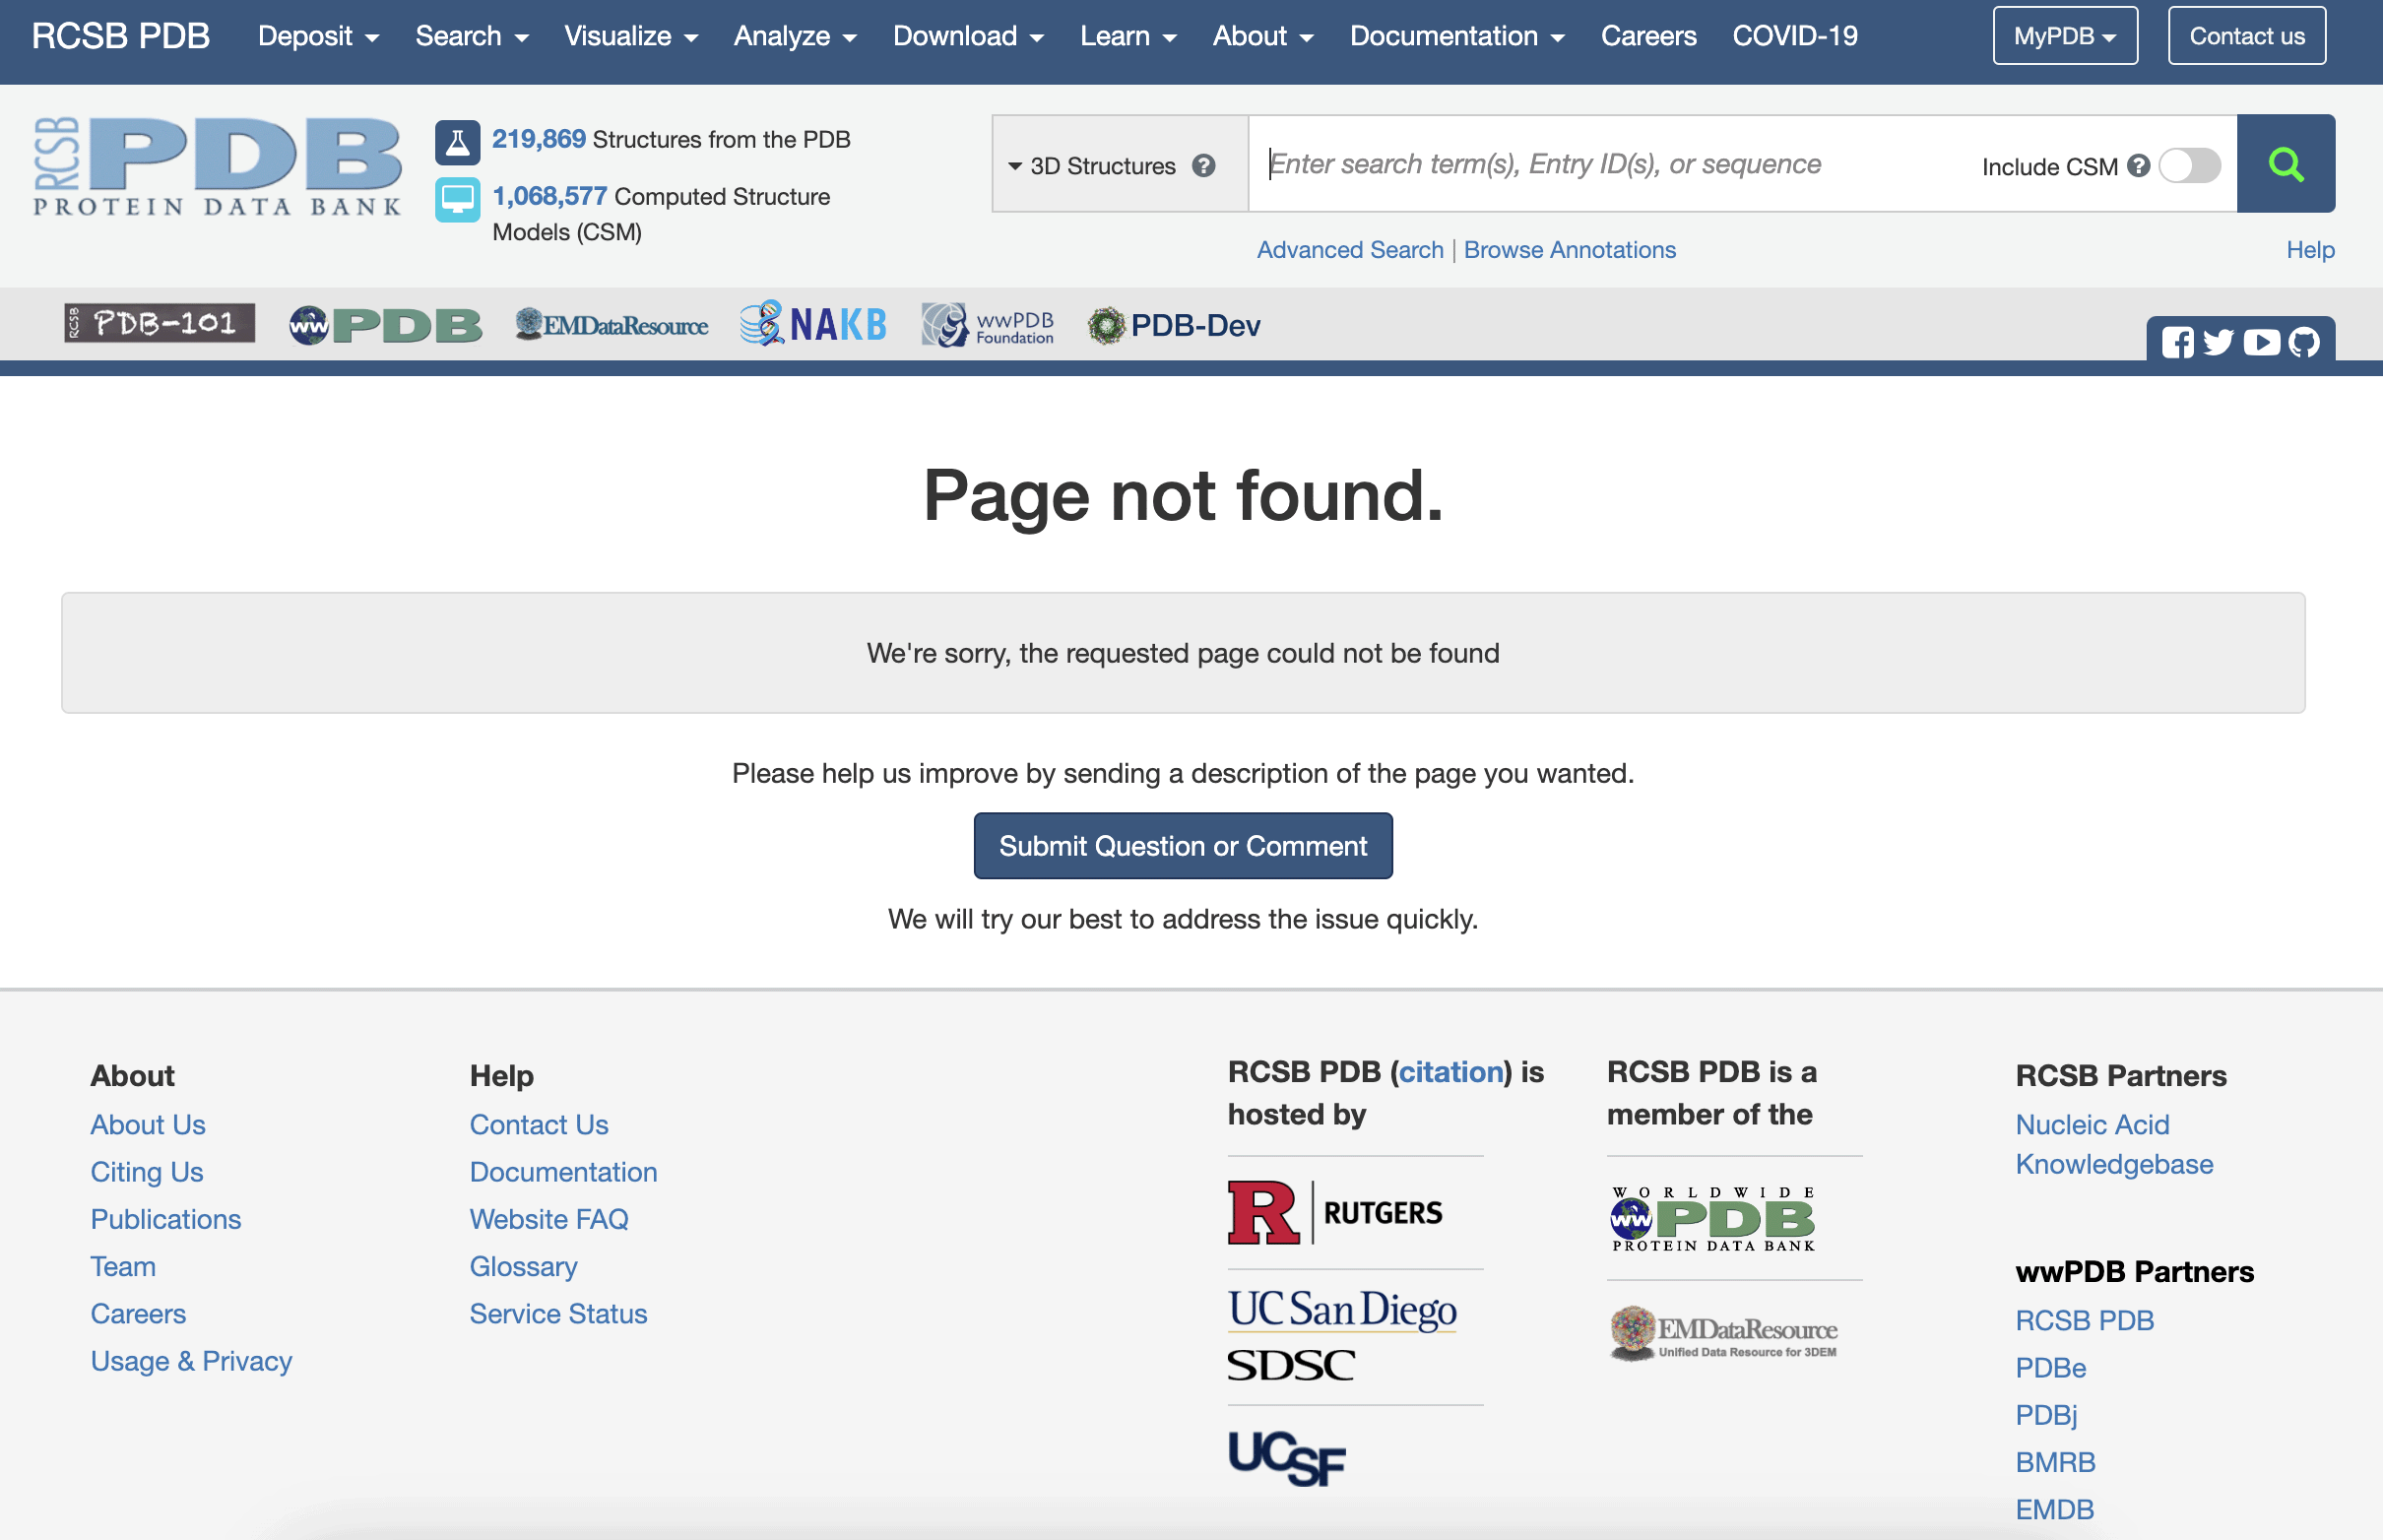 RCSB PDB Deposit Search Visualize Analyze Download Learn About Documentation Careers COVID-19 MyPDB Contact us
RCSB PDB
PROTEIN DATA BANK
219,869 Structures from the PDB
1,068,577 Computed Structure
Models (CSM)
3D Structures ? Enter search term(s), Entry ID(s), or sequence Include CSM ?
Advanced Search | Browse Annotations Help
RCSB PDB-101 wwPDB EMDataResource NAKB wwPDB Foundation PDB-Dev
Page not found.
We're sorry, the requested page could not be found
Please help us improve by sending a description of the page you wanted.
Submit Question or Comment
We will try our best to address the issue quickly.
About
About Us
Citing Us
Publications
Team
Careers
Usage & Privacy
Help
Contact Us
Documentation
Website FAQ
Glossary
Service Status
RCSB PDB (citation) is
hosted by
R RUTGERS
UC San Diego
SDSC
UCSF
RCSB PDB is a
member of the
WORLDWIDE
wwPDB
PROTEIN DATA BANK
EMDataResource
Unified Data Resource for 3DEM
RCSB Partners
Nucleic Acid
Knowledgebase
wwPDB Partners
RCSB PDB
PDBe
PDBj
BMRB
EMDB